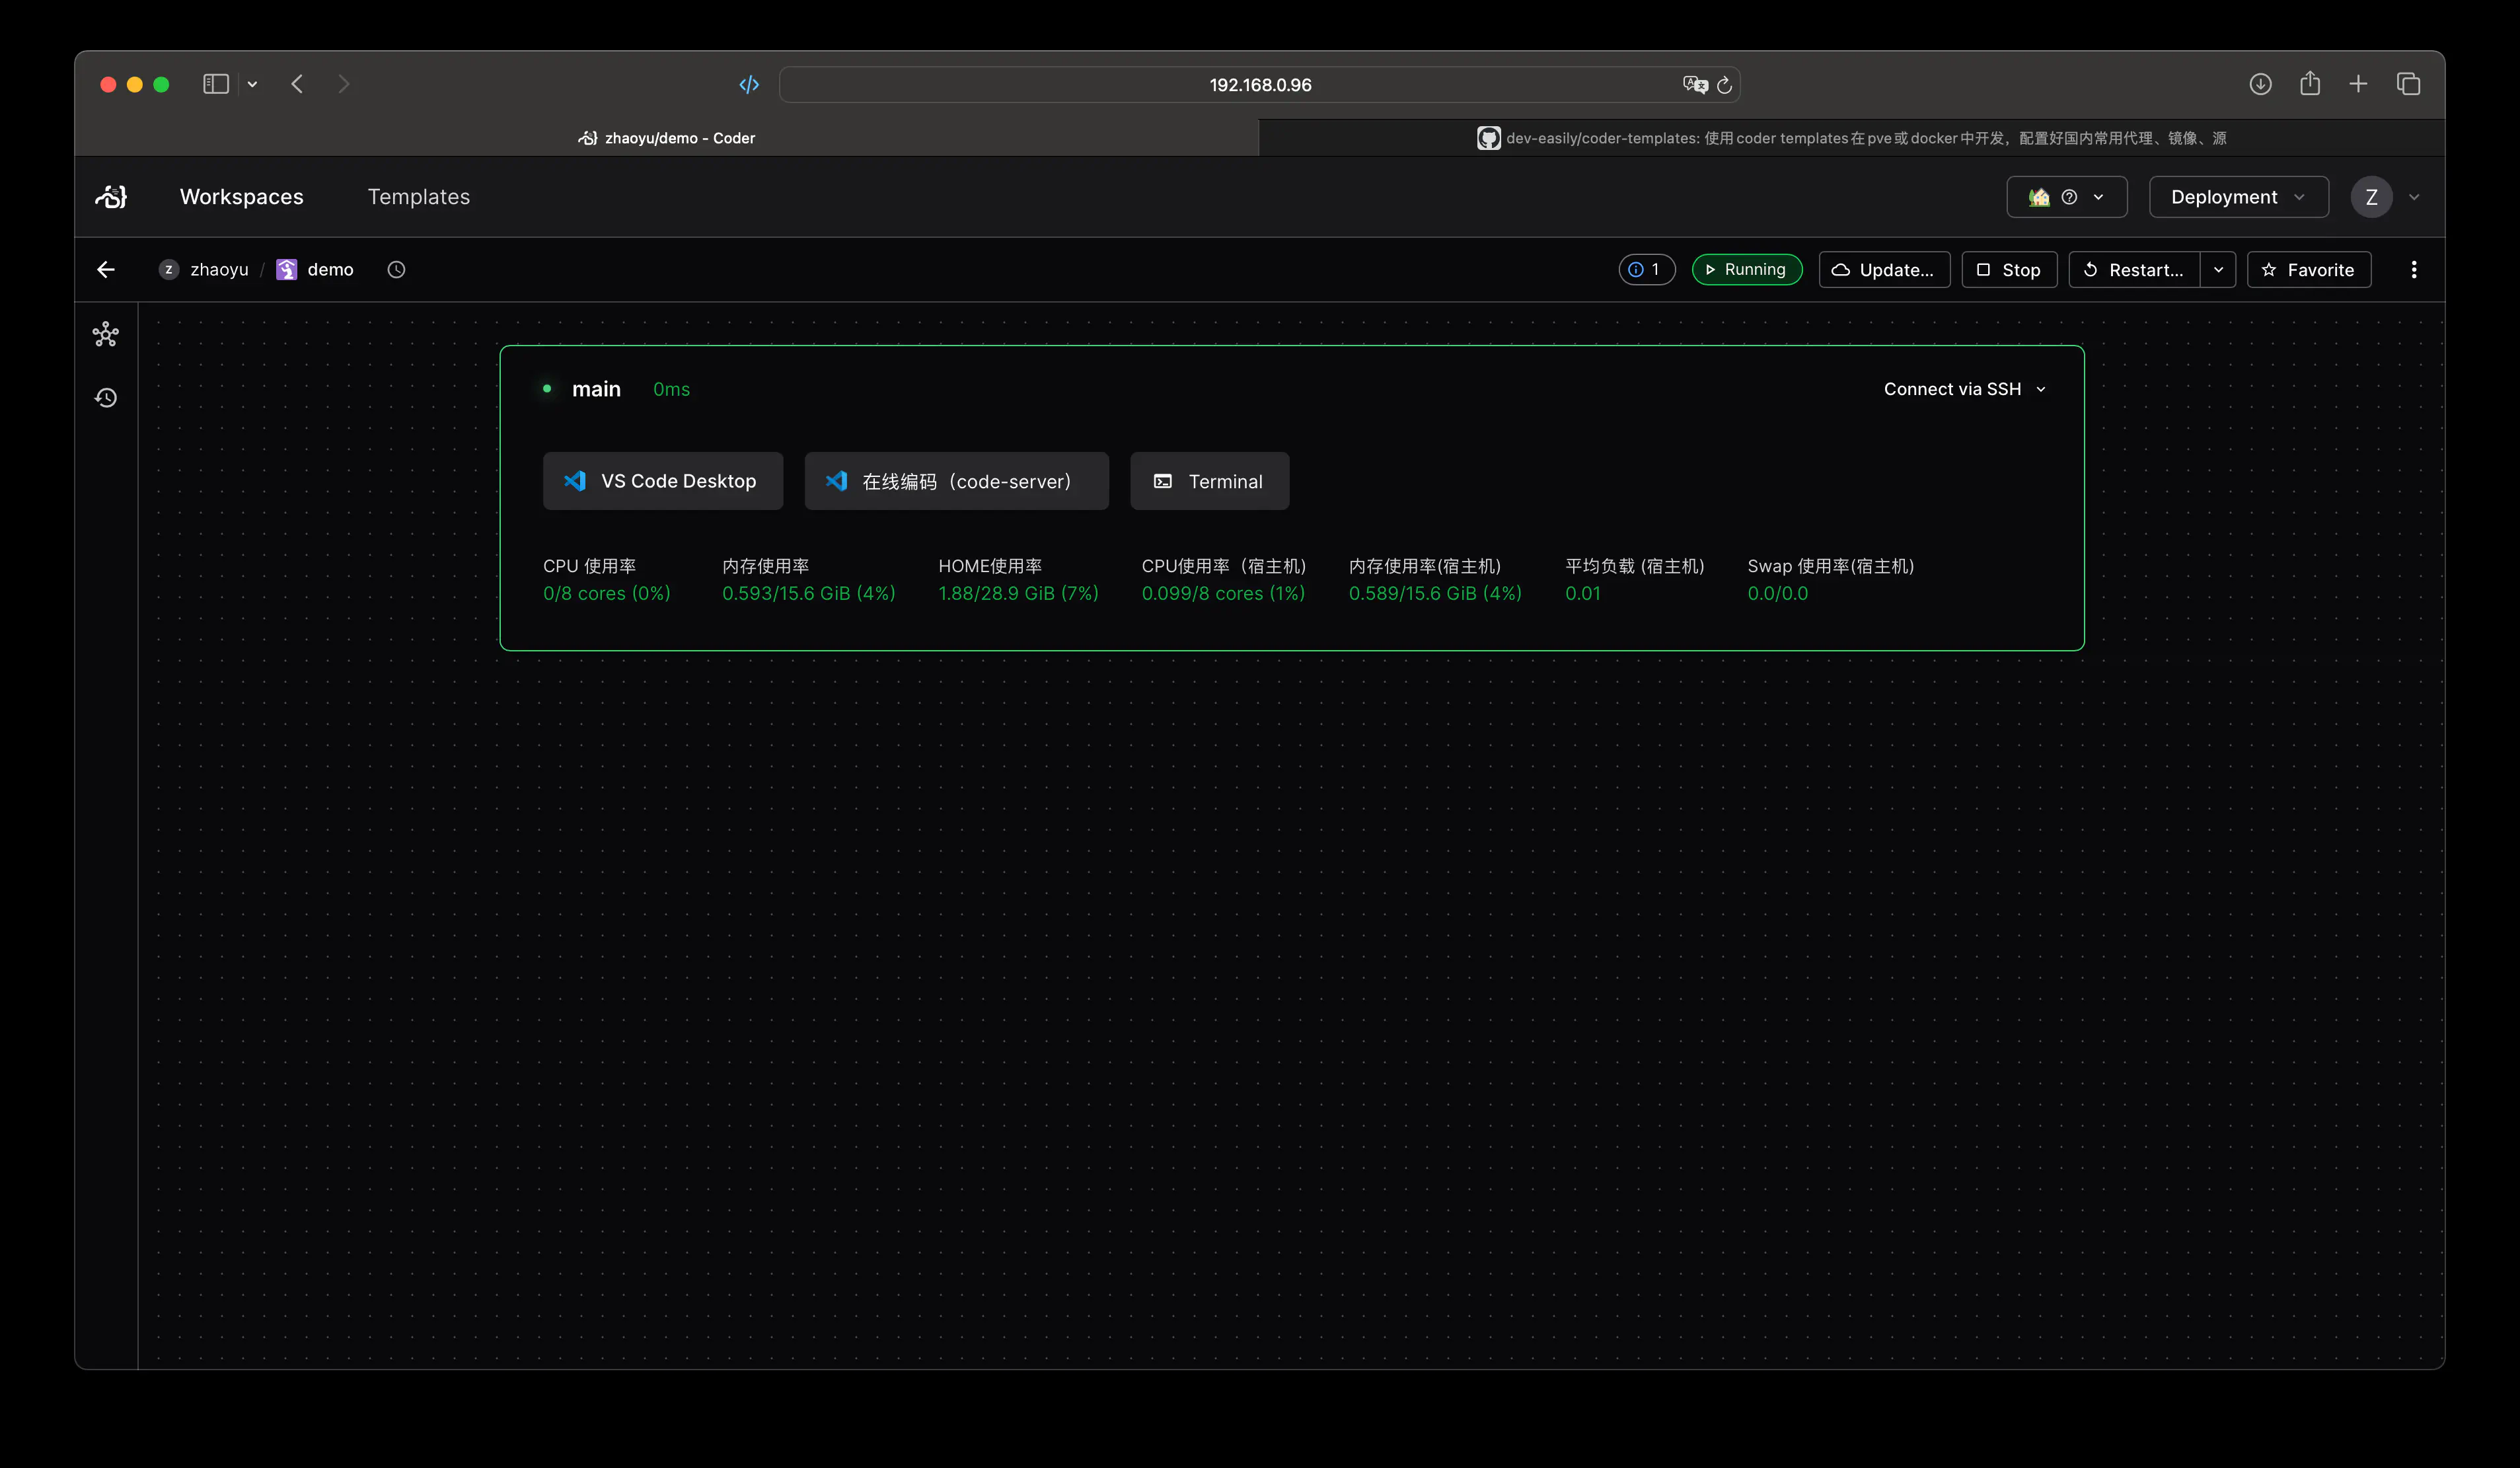 192.168.0.96
zhaoyu/demo - Coder
dev-easily/coder-templates: 使用 coder templates 在 pve 或 docker 中开发，配置好国内常用代理、镜像、源
Workspaces
Templates
Deployment
Z
Z zhaoyu / demo
1
Running
Update...
Stop
Restart...
Favorite
main 0ms
Connect via SSH
VS Code Desktop
在线编码（code-server）
Terminal
CPU 使用率
0/8 cores (0%)
内存使用率
0.593/15.6 GiB (4%)
HOME使用率
1.88/28.9 GiB (7%)
CPU使用率（宿主机)
0.099/8 cores (1%)
内存使用率(宿主机)
0.589/15.6 GiB (4%)
平均负载 (宿主机)
0.01
Swap 使用率(宿主机)
0.0/0.0